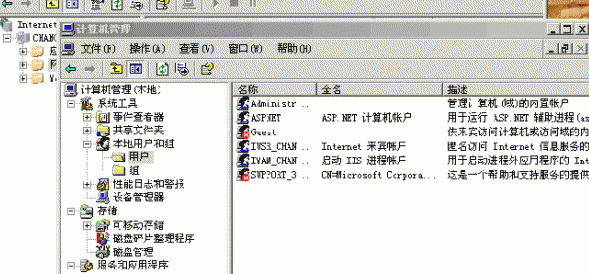 Internet
计算机管理
文件(F) 操作(A) 查看(V) 窗口(W) 帮助(H)
CHANG
计算机管理(本地)
系统工具
事件查看器
共享文件夹
本地用户和组
用户
组
性能日志和警报
设备管理器
存储
可移动存储
磁盘碎片整理程序
磁盘管理
服务和应用程序
名称 全名 描述
Administr... 管理计算机(域)的内置帐户
ASPNET ASP.NET 计算机帐户 用于运行 ASP.NET 辅助进程(as
Guest 供来宾访问计算机或访问域的内
IUSR_CHAN... Internet 来宾帐户 匿名访问 Internet 信息服务的
IWAM_CHAN... 启动 IIS 进程帐户 用于启动进程外应用程序的 Int
SUPPORT_3... CN=Microsoft Corpora... 这是一个帮助和支持服务的提供